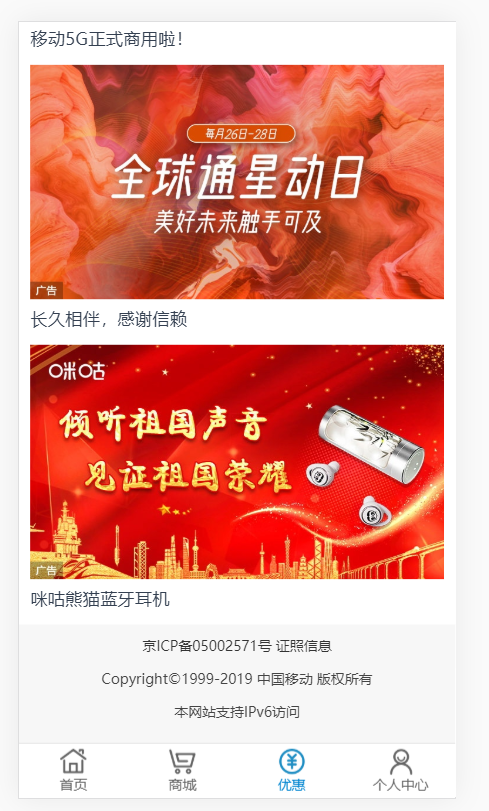 移动5G正式商用啦！
每月26日-28日
全球通星动日
美好未来触手可及
广告
长久相伴，感谢信赖
咪咕
倾听祖国声音
见证祖国荣耀
广告
咪咕熊猫蓝牙耳机
京ICP备05002571号 证照信息
Copyright©1999-2019 中国移动 版权所有
本网站支持IPv6访问
首页
商城
优惠
个人中心